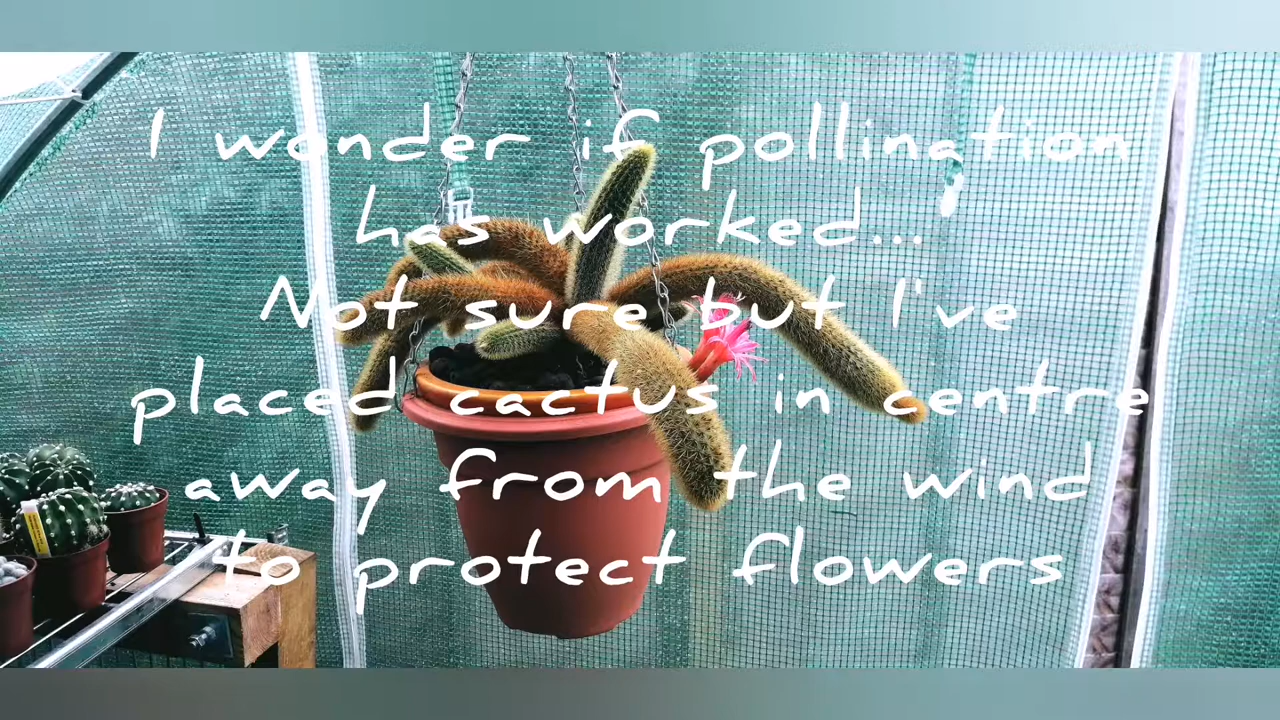 I wonder if pollination
has worked...
Not sure but I've
placed cactus in centre
away from the wind
to protect flowers